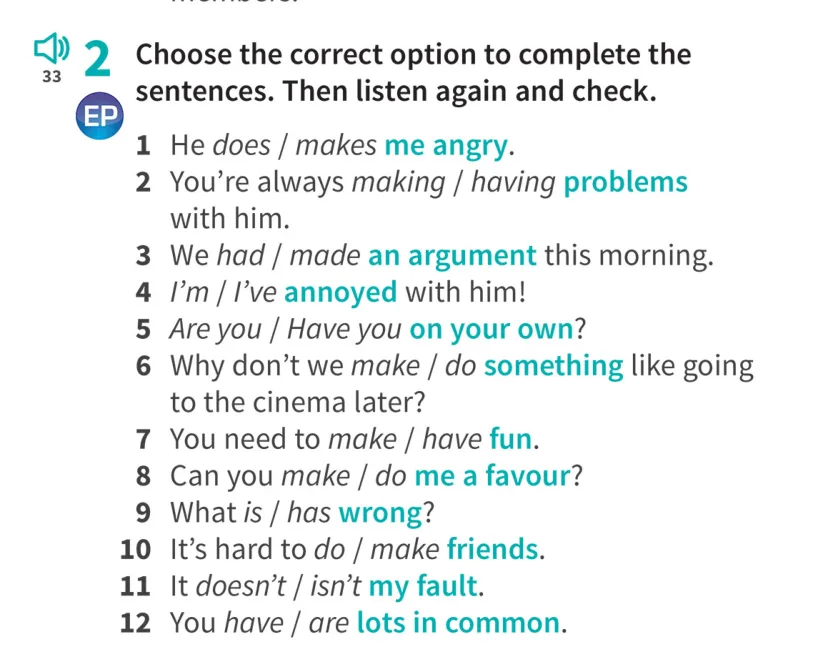 33 2 Choose the correct option to complete the
sentences. Then listen again and check.
EP
1 He does / makes me angry.
2 You’re always making / having problems
with him.
3 We had / made an argument this morning.
4 I’m / I’ve annoyed with him!
5 Are you / Have you on your own?
6 Why don’t we make / do something like going
to the cinema later?
7 You need to make / have fun.
8 Can you make / do me a favour?
9 What is / has wrong?
10 It’s hard to do / make friends.
11 It doesn’t / isn’t my fault.
12 You have / are lots in common.